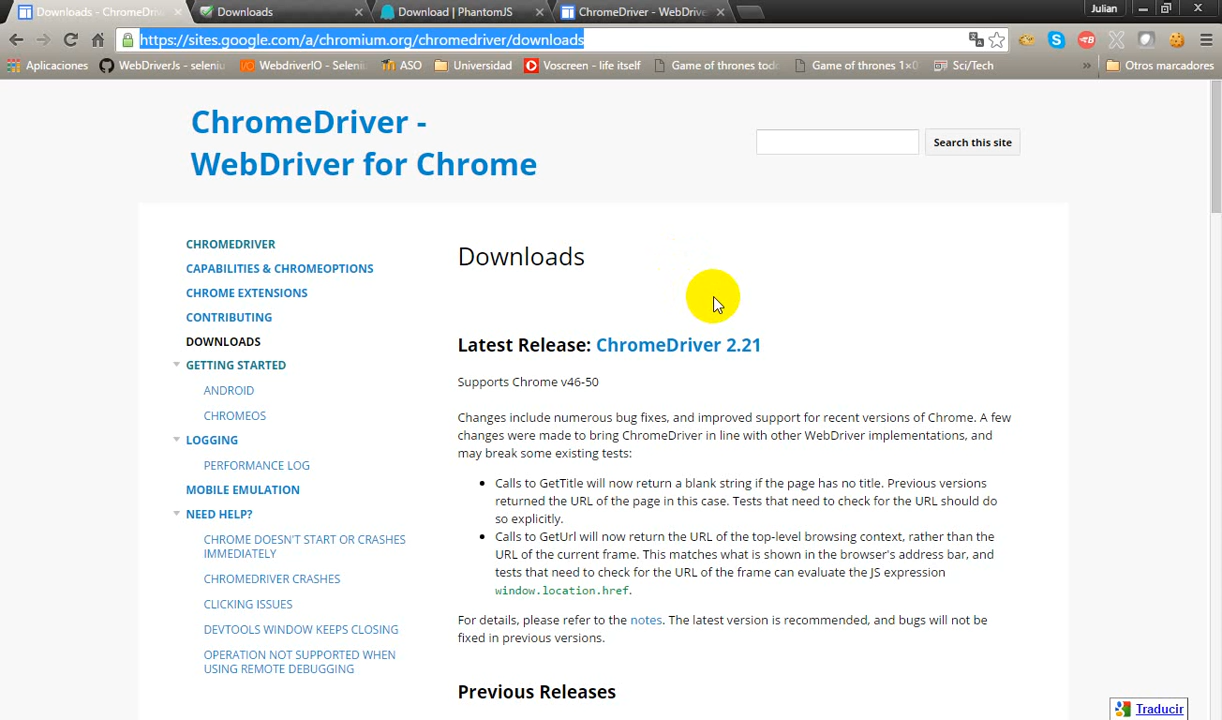 Downloads - ChromeDriv
Downloads
Download | PhantomJS
ChromeDriver - WebDrive
Julian
https://sites.google.com/a/chromium.org/chromedriver/downloads
Aplicaciones
WebDriverJs - seleniu
WebdriverIO - Seleni
ASO
Universidad
Voscreen - life itself
Game of thrones tod
Game of thrones 1×0
Sci/Tech
»
Otros marcadores
ChromeDriver -
WebDriver for Chrome
Search this site
CHROMEDRIVER
CAPABILITIES & CHROMEOPTIONS
CHROME EXTENSIONS
CONTRIBUTING
DOWNLOADS
GETTING STARTED
ANDROID
CHROMEOS
LOGGING
PERFORMANCE LOG
MOBILE EMULATION
NEED HELP?
CHROME DOESN'T START OR CRASHES
IMMEDIATELY
CHROMEDRIVER CRASHES
CLICKING ISSUES
DEVTOOLS WINDOW KEEPS CLOSING
OPERATION NOT SUPPORTED WHEN
USING REMOTE DEBUGGING
Downloads
Latest Release: ChromeDriver 2.21
Supports Chrome v46-50
Changes include numerous bug fixes, and improved support for recent versions of Chrome. A few
changes were made to bring ChromeDriver in line with other WebDriver implementations, and
may break some existing tests:
• Calls to GetTitle will now return a blank string if the page has no title. Previous versions
returned the URL of the page in this case. Tests that need to check for the URL should do
so explicitly.
• Calls to GetUrl will now return the URL of the top-level browsing context, rather than the
URL of the current frame. This matches what is shown in the browser's address bar, and
tests that need to check for the URL of the frame can evaluate the JS expression
window.location.href.
For details, please refer to the notes. The latest version is recommended, and bugs will not be
fixed in previous versions.
Previous Releases
Traducir